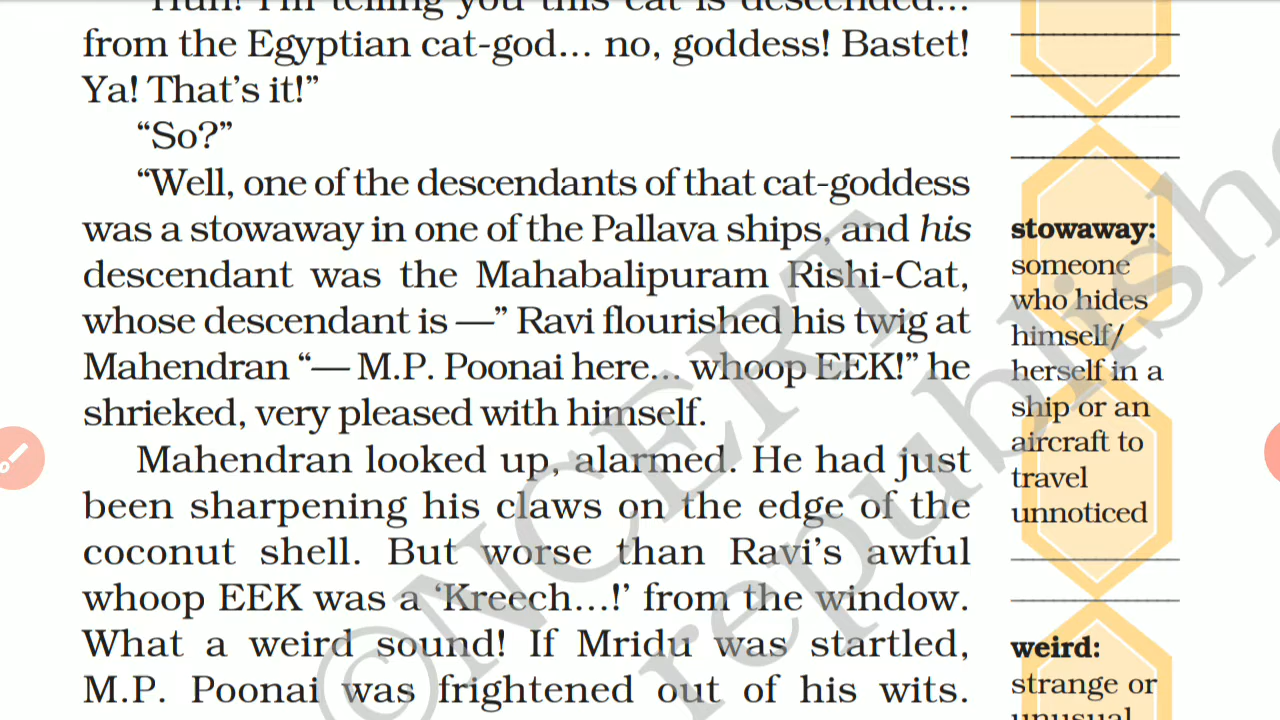 "Huh! I'm telling you this cat is descended...
from the Egyptian cat-god... no, goddess! Bastet!
Ya! That's it!”
“So?”
“Well, one of the descendants of that cat-goddess
was a stowaway in one of the Pallava ships, and his
descendant was the Mahabalipuram Rishi-Cat,
whose descendant is —” Ravi flourished his twig at
Mahendran “— M.P. Poonai here... whoop EEK!” he
shrieked, very pleased with himself.
Mahendran looked up, alarmed. He had just
been sharpening his claws on the edge of the
coconut shell. But worse than Ravi’s awful
whoop EEK was a ‘Kreech...!’ from the window.
What a weird sound! If Mridu was startled,
M.P. Poonai was frightened out of his wits.
stowaway:
someone
who hides
himself/
herself in a
ship or an
aircraft to
travel
unnoticed
weird:
strange or
unusual
©NCERT
republishe